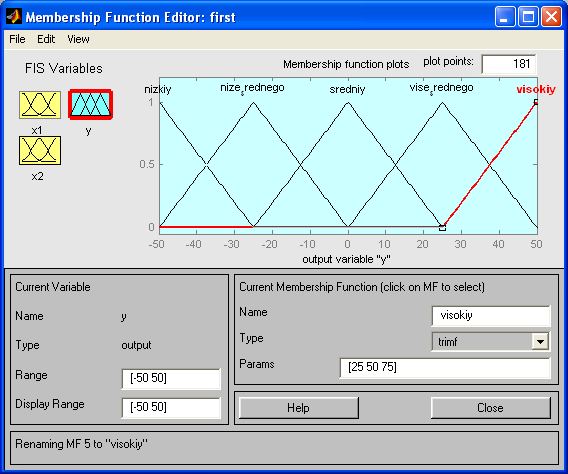 Membership Function Editor: first
File Edit View
FIS Variables
Membership function plots plot points: 181
nizkiy nize_srednego sredniy vise_srednego visokiy
x1 y
x2
1
0.5
0
-50 -40 -30 -20 -10 0 10 20 30 40 50
output variable "y"
Current Variable
Name y
Type output
Range [-50 50]
Display Range [-50 50]
Current Membership Function (click on MF to select)
Name visokiy
Type trimf
Params [25 50 75]
Help Close
Renaming MF 5 to "visokiy"